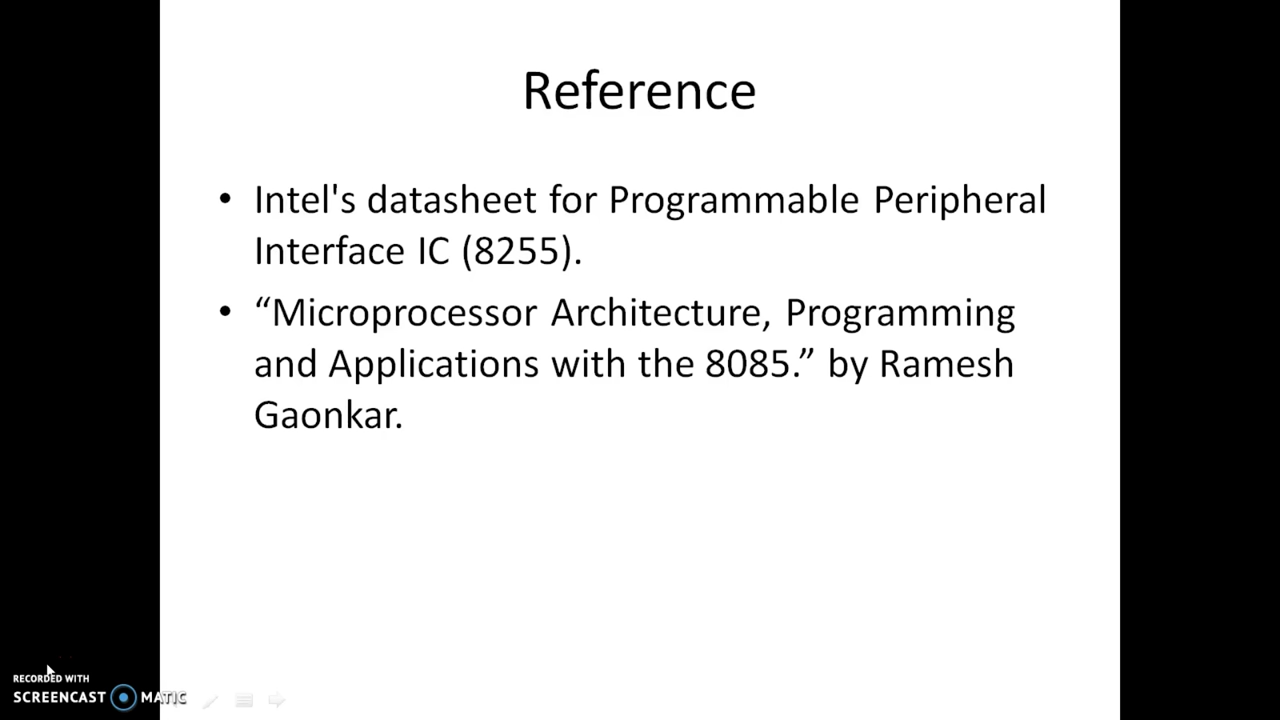 Reference
• Intel's datasheet for Programmable Peripheral
Interface IC (8255).
• “Microprocessor Architecture, Programming
and Applications with the 8085.” by Ramesh
Gaonkar.
RECORDED WITH
SCREENCAST MATIC